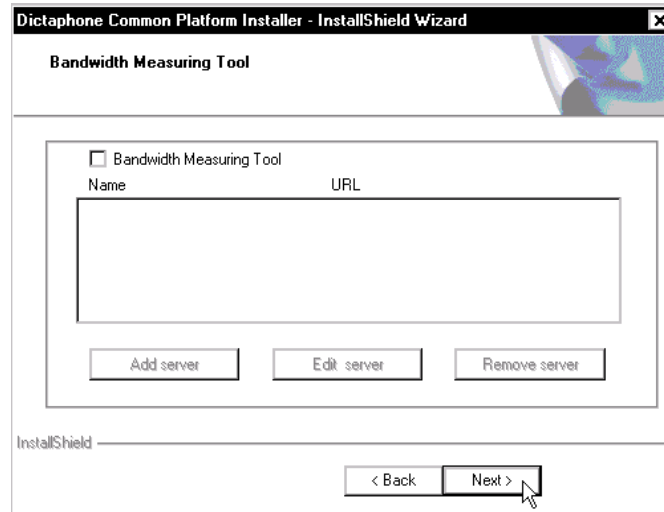 Dictaphone Common Platform Installer - InstallShield Wizard
Bandwidth Measuring Tool
Bandwidth Measuring Tool
Name URL
Add server Edit server Remove server
InstallShield
< Back Next >